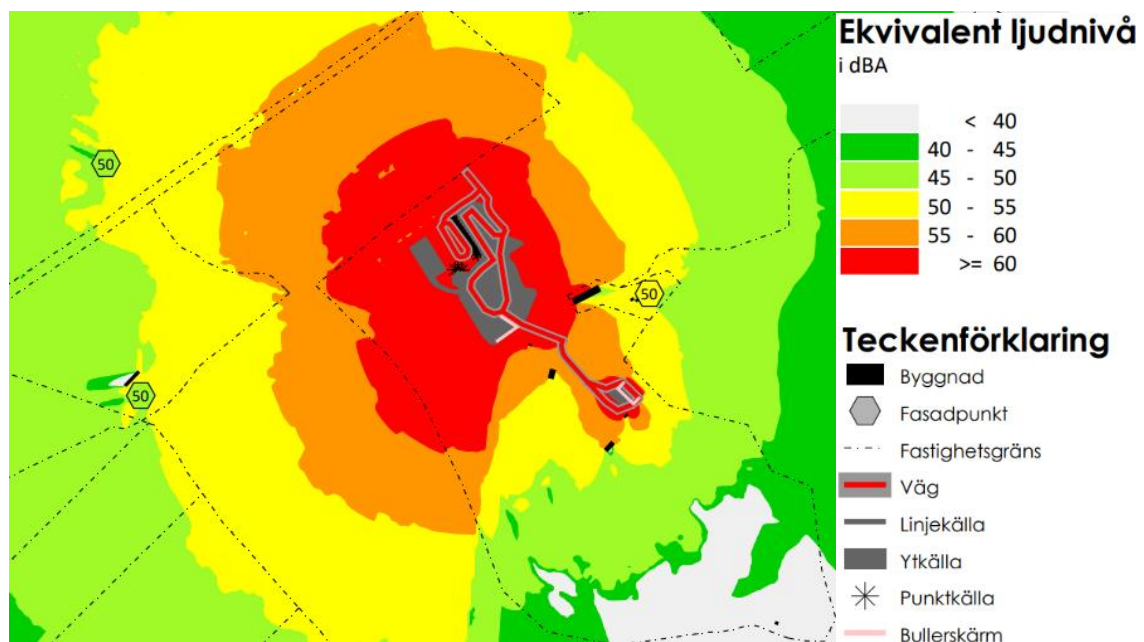 Ekvivalent ljudnivå
i dBA
< 40
40 - 45
45 - 50
50 - 55
55 - 60
>= 60
Teckenförklaring
Byggnad
Fasadpunkt
Fastighetsgräns
Väg
Linjekälla
Ytkälla
Punktkälla
Bullerskärm
50
50
50